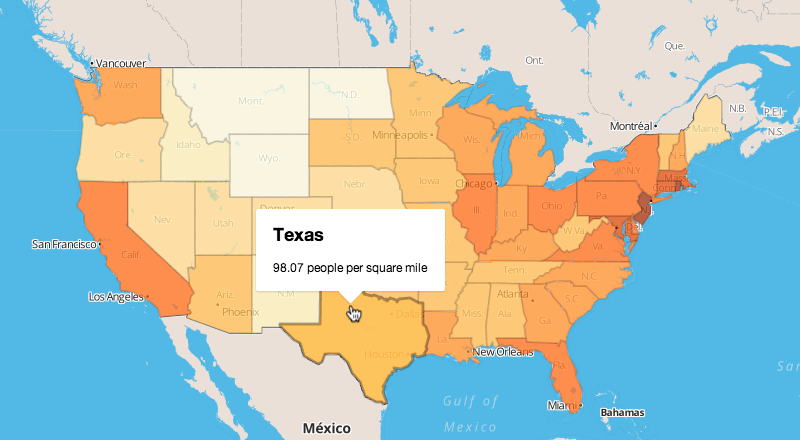 Que.
Ont.
Vancouver
Wash
Mont.
N.D.
Minn.
N.B.
P.E.I.
N.S.
Montréal
Maine
Ore
Idaho
S.D.
Minneapolis
Wis.
Mich
N.Y.
N.H.
Wyo.
Iowa
Chicago
Mass
Conn
Nebr.
Nev.
Utah
Denver
Ill.
Ind.
Ohio
Pa.
N.J.
San Francisco
Calif.
Ky
W Va.
Va.
Texas
98.07 people per square mile
Tenn.
N.C.
Los Angeles
Ariz.
Phoenix
N.M
Atlanta
S.C.
Miss.
Ala
Ga.
Dallas
Houston
La.
New Orleans
Fla.
Gulf of
Mexico
Miami
Bahamas
México